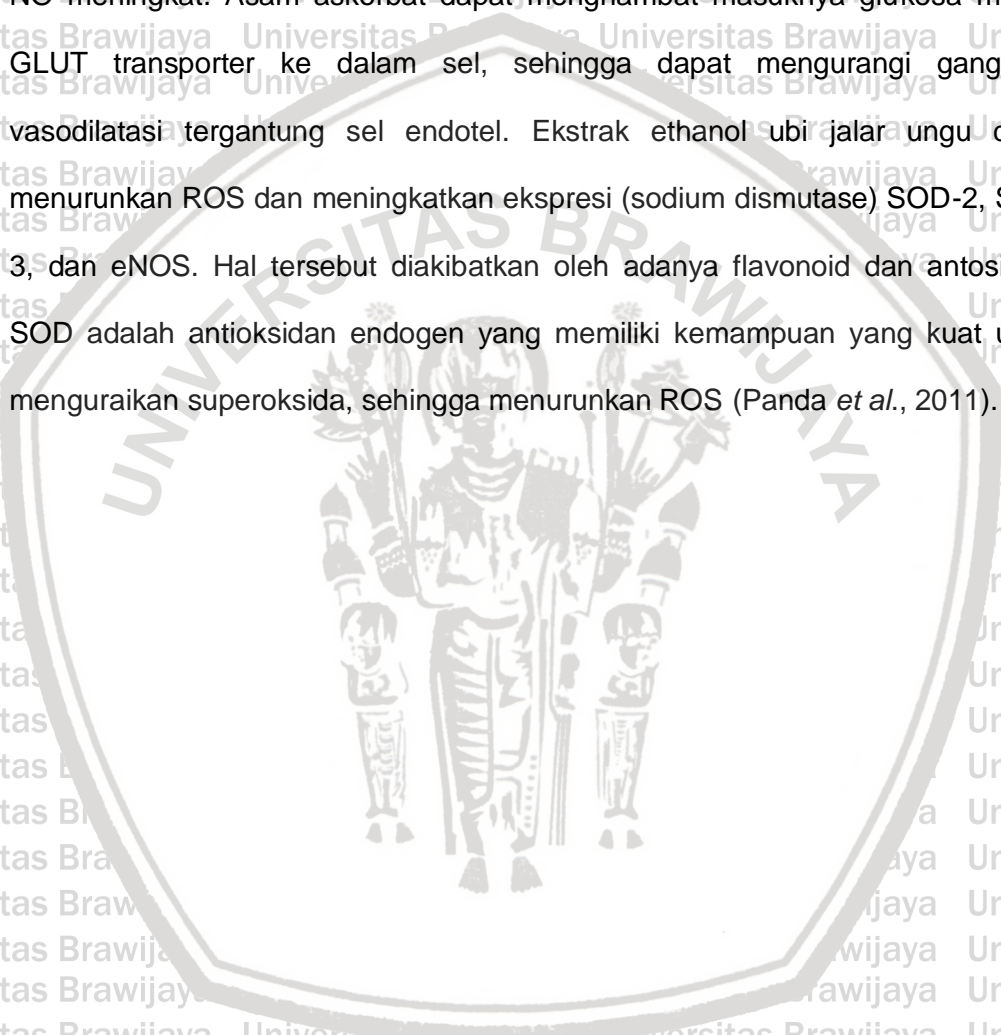 NO meningkat. Asam askorbat dapat menghambat masuknya glukosa m
GLUT transporter ke dalam sel, sehingga dapat mengurangi gang
vasodilatasi tergantung sel endotel. Ekstrak ethanol ubi jalar ungu d
menurunkan ROS dan meningkatkan ekspresi (sodium dismutase) SOD-2, S
3, dan eNOS. Hal tersebut diakibatkan oleh adanya flavonoid dan antosi
SOD adalah antioksidan endogen yang memiliki kemampuan yang kuat u
menguraikan superoksida, sehingga menurunkan ROS (Panda et al., 2011).
UNIVERSITAS BRAWIJAYA